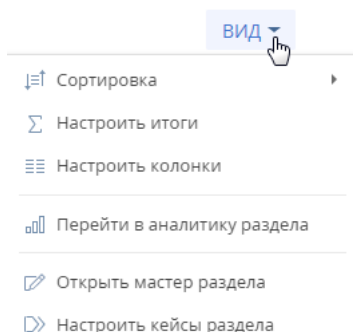 ВИД
Сортировка
Настроить итоги
Настроить колонки
Перейти в аналитику раздела
Открыть мастер раздела
Настроить кейсы раздела